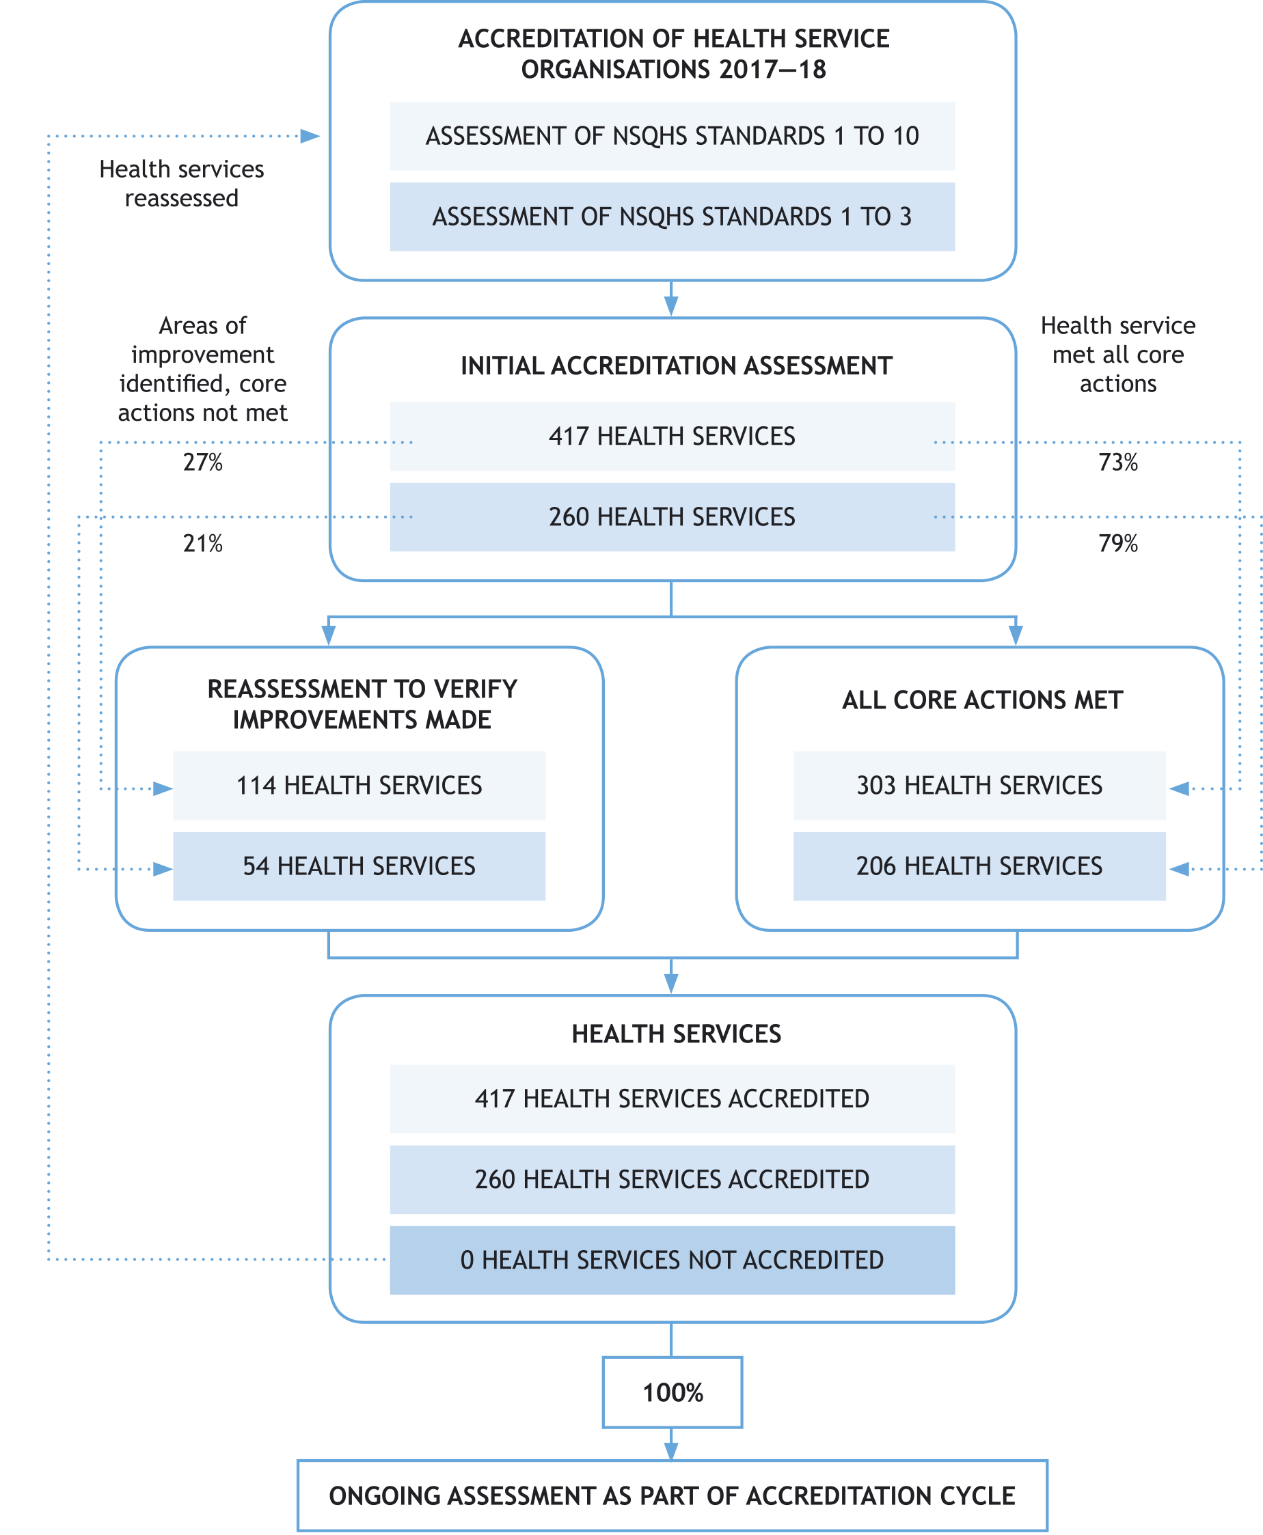 ACCREDITATION OF HEALTH SERVICE
ORGANISATIONS 2017—18
ASSESSMENT OF NSQHS STANDARDS 1 TO 10
ASSESSMENT OF NSQHS STANDARDS 1 TO 3
Health services
reassessed
Areas of
improvement
identified, core
actions not met
27%
21%
INITIAL ACCREDITATION ASSESSMENT
417 HEALTH SERVICES
260 HEALTH SERVICES
Health service
met all core
actions
73%
79%
REASSESSMENT TO VERIFY
IMPROVEMENTS MADE
114 HEALTH SERVICES
54 HEALTH SERVICES
ALL CORE ACTIONS MET
303 HEALTH SERVICES
206 HEALTH SERVICES
HEALTH SERVICES
417 HEALTH SERVICES ACCREDITED
260 HEALTH SERVICES ACCREDITED
0 HEALTH SERVICES NOT ACCREDITED
100%
ONGOING ASSESSMENT AS PART OF ACCREDITATION CYCLE